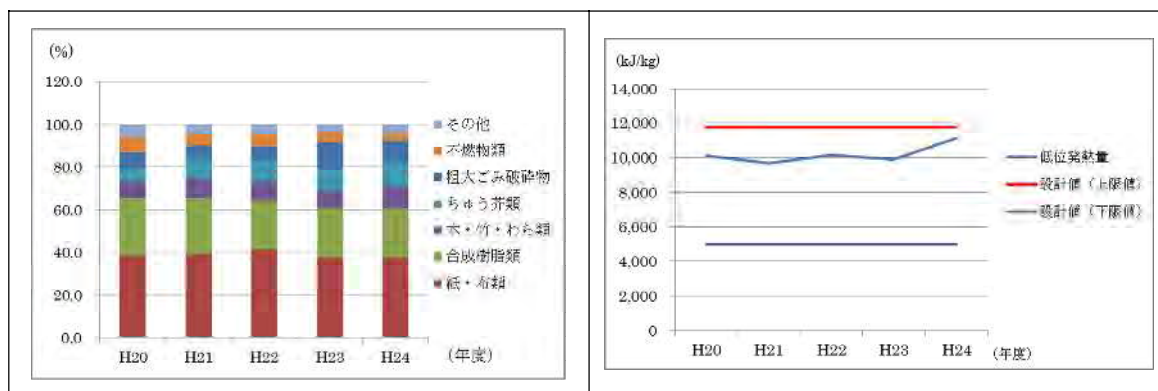 (%)
120.0
100.0
80.0
60.0
40.0
20.0
0.0
H20 H21 H22 H23 H24 (年度)
その他
不燃物類
粗大ごみ破砕物
ちゅう芥類
木・竹・わら類
合成樹脂類
紙・布類
(kJ/kg)
14,000
12,000
10,000
8,000
6,000
4,000
2,000
0
H20 H21 H22 H23 H24 (年度)
低位発熱量
設計値（上限値）
設計値（下限値）